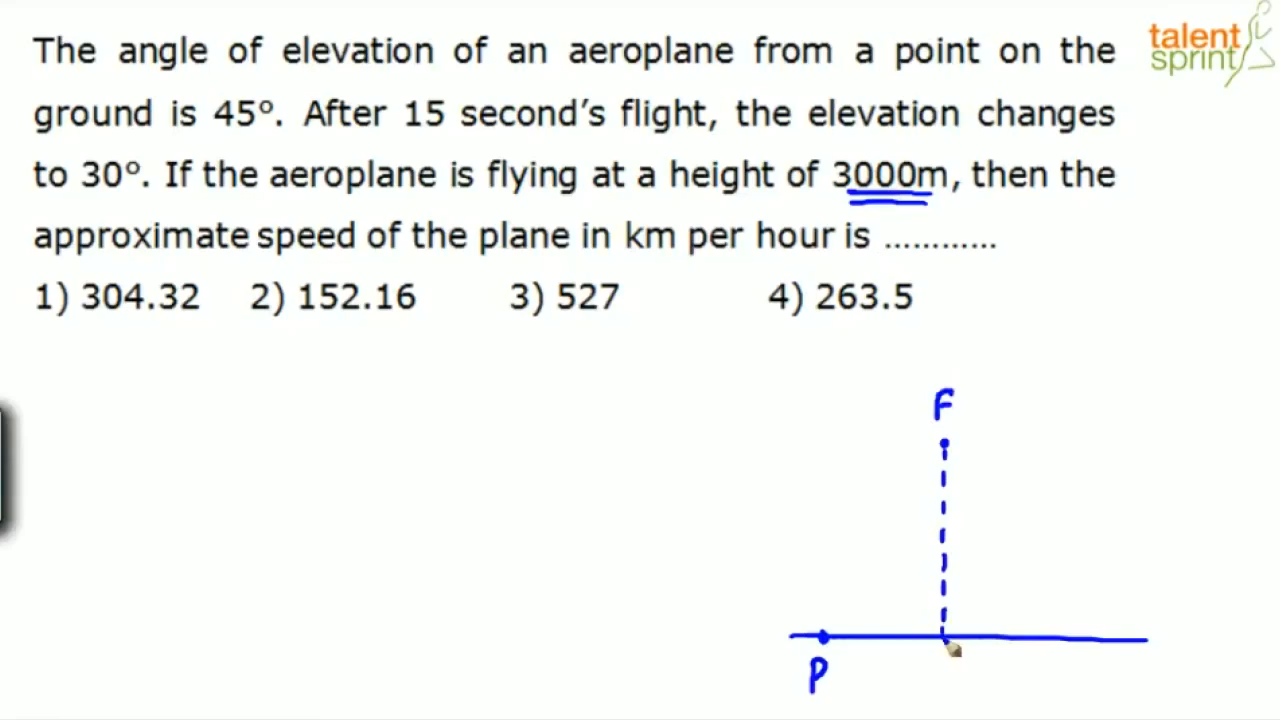 talent
sprint
The angle of elevation of an aeroplane from a point on the
ground is 45°. After 15 second's flight, the elevation changes
to 30°. If the aeroplane is flying at a height of 3000m, then the
approximate speed of the plane in km per hour is ............
1) 304.32 2) 152.16 3) 527 4) 263.5
F
P